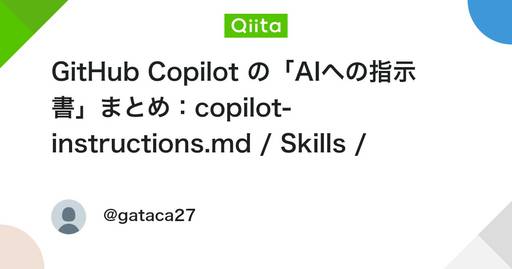 Qiita
GitHub Copilot の「AIへの指示
書」まとめ：copilot-
instructions.md / Skills /
@gataca27